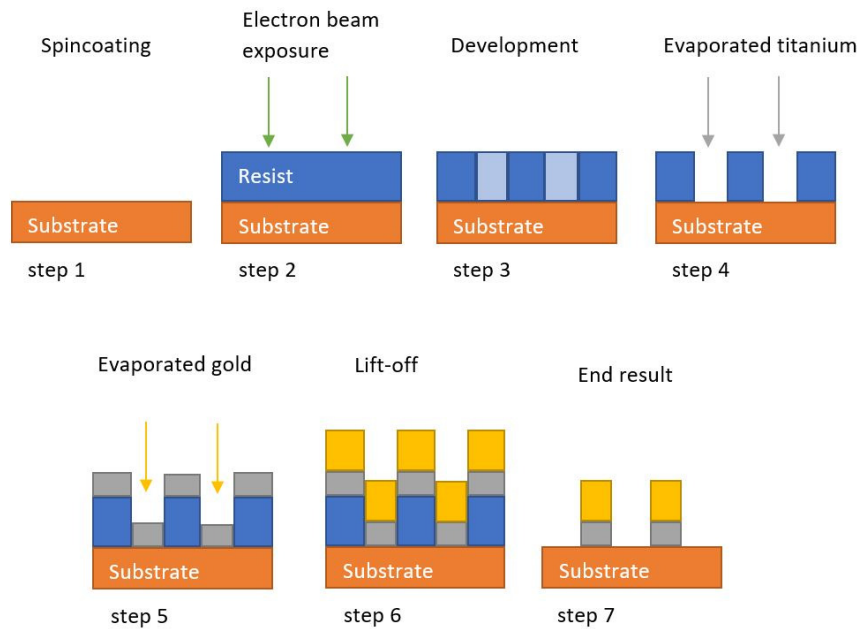 Spincoating
Electron beam
exposure
Development
Evaporated titanium
Resist
Substrate
Substrate
Substrate
Substrate
step 1
step 2
step 3
step 4
Evaporated gold
Lift-off
End result
Substrate
Substrate
Substrate
step 5
step 6
step 7